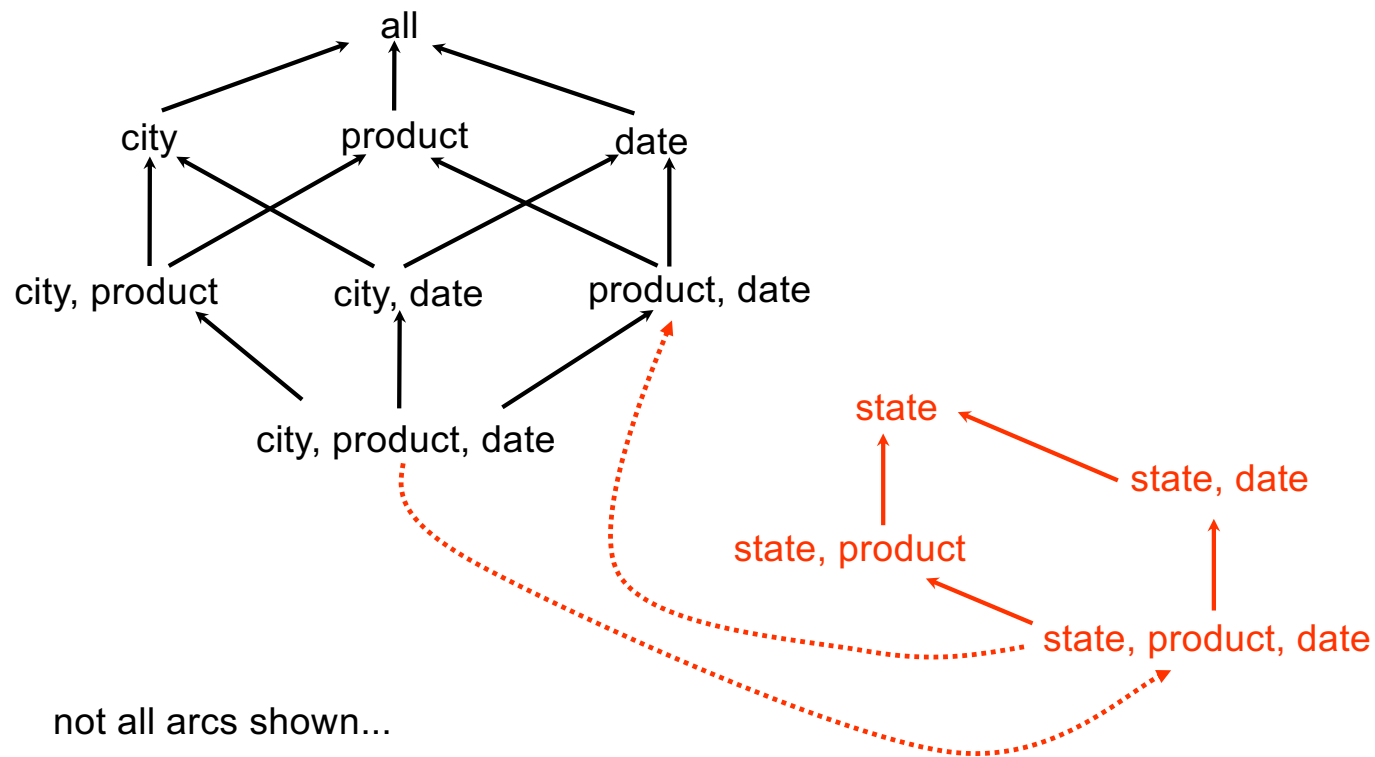 all
city
product
date
city, product
city, date
product, date
city, product, date
state
state, date
state, product
state, product, date
not all arcs shown...